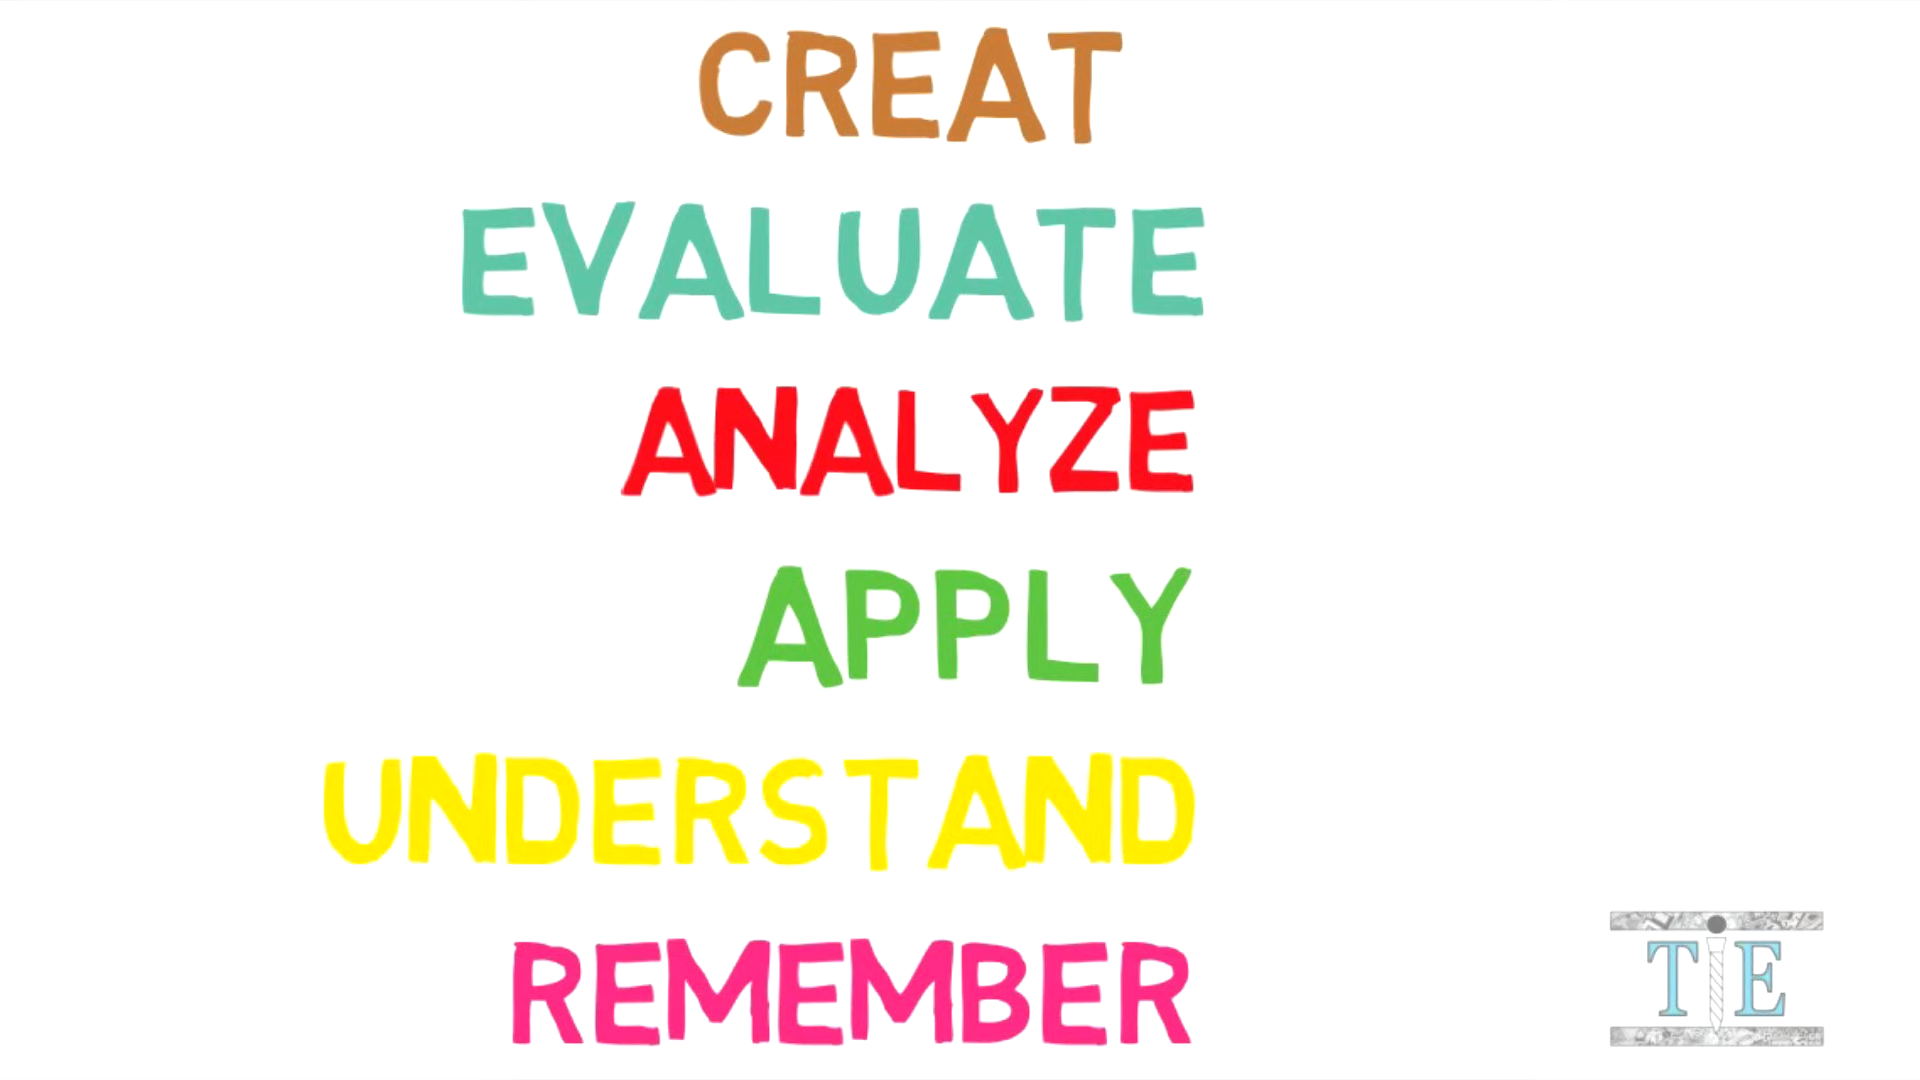 CREAT
EVALUATE
ANALYZE
APPLY
UNDERSTAND
REMEMBER
TIE